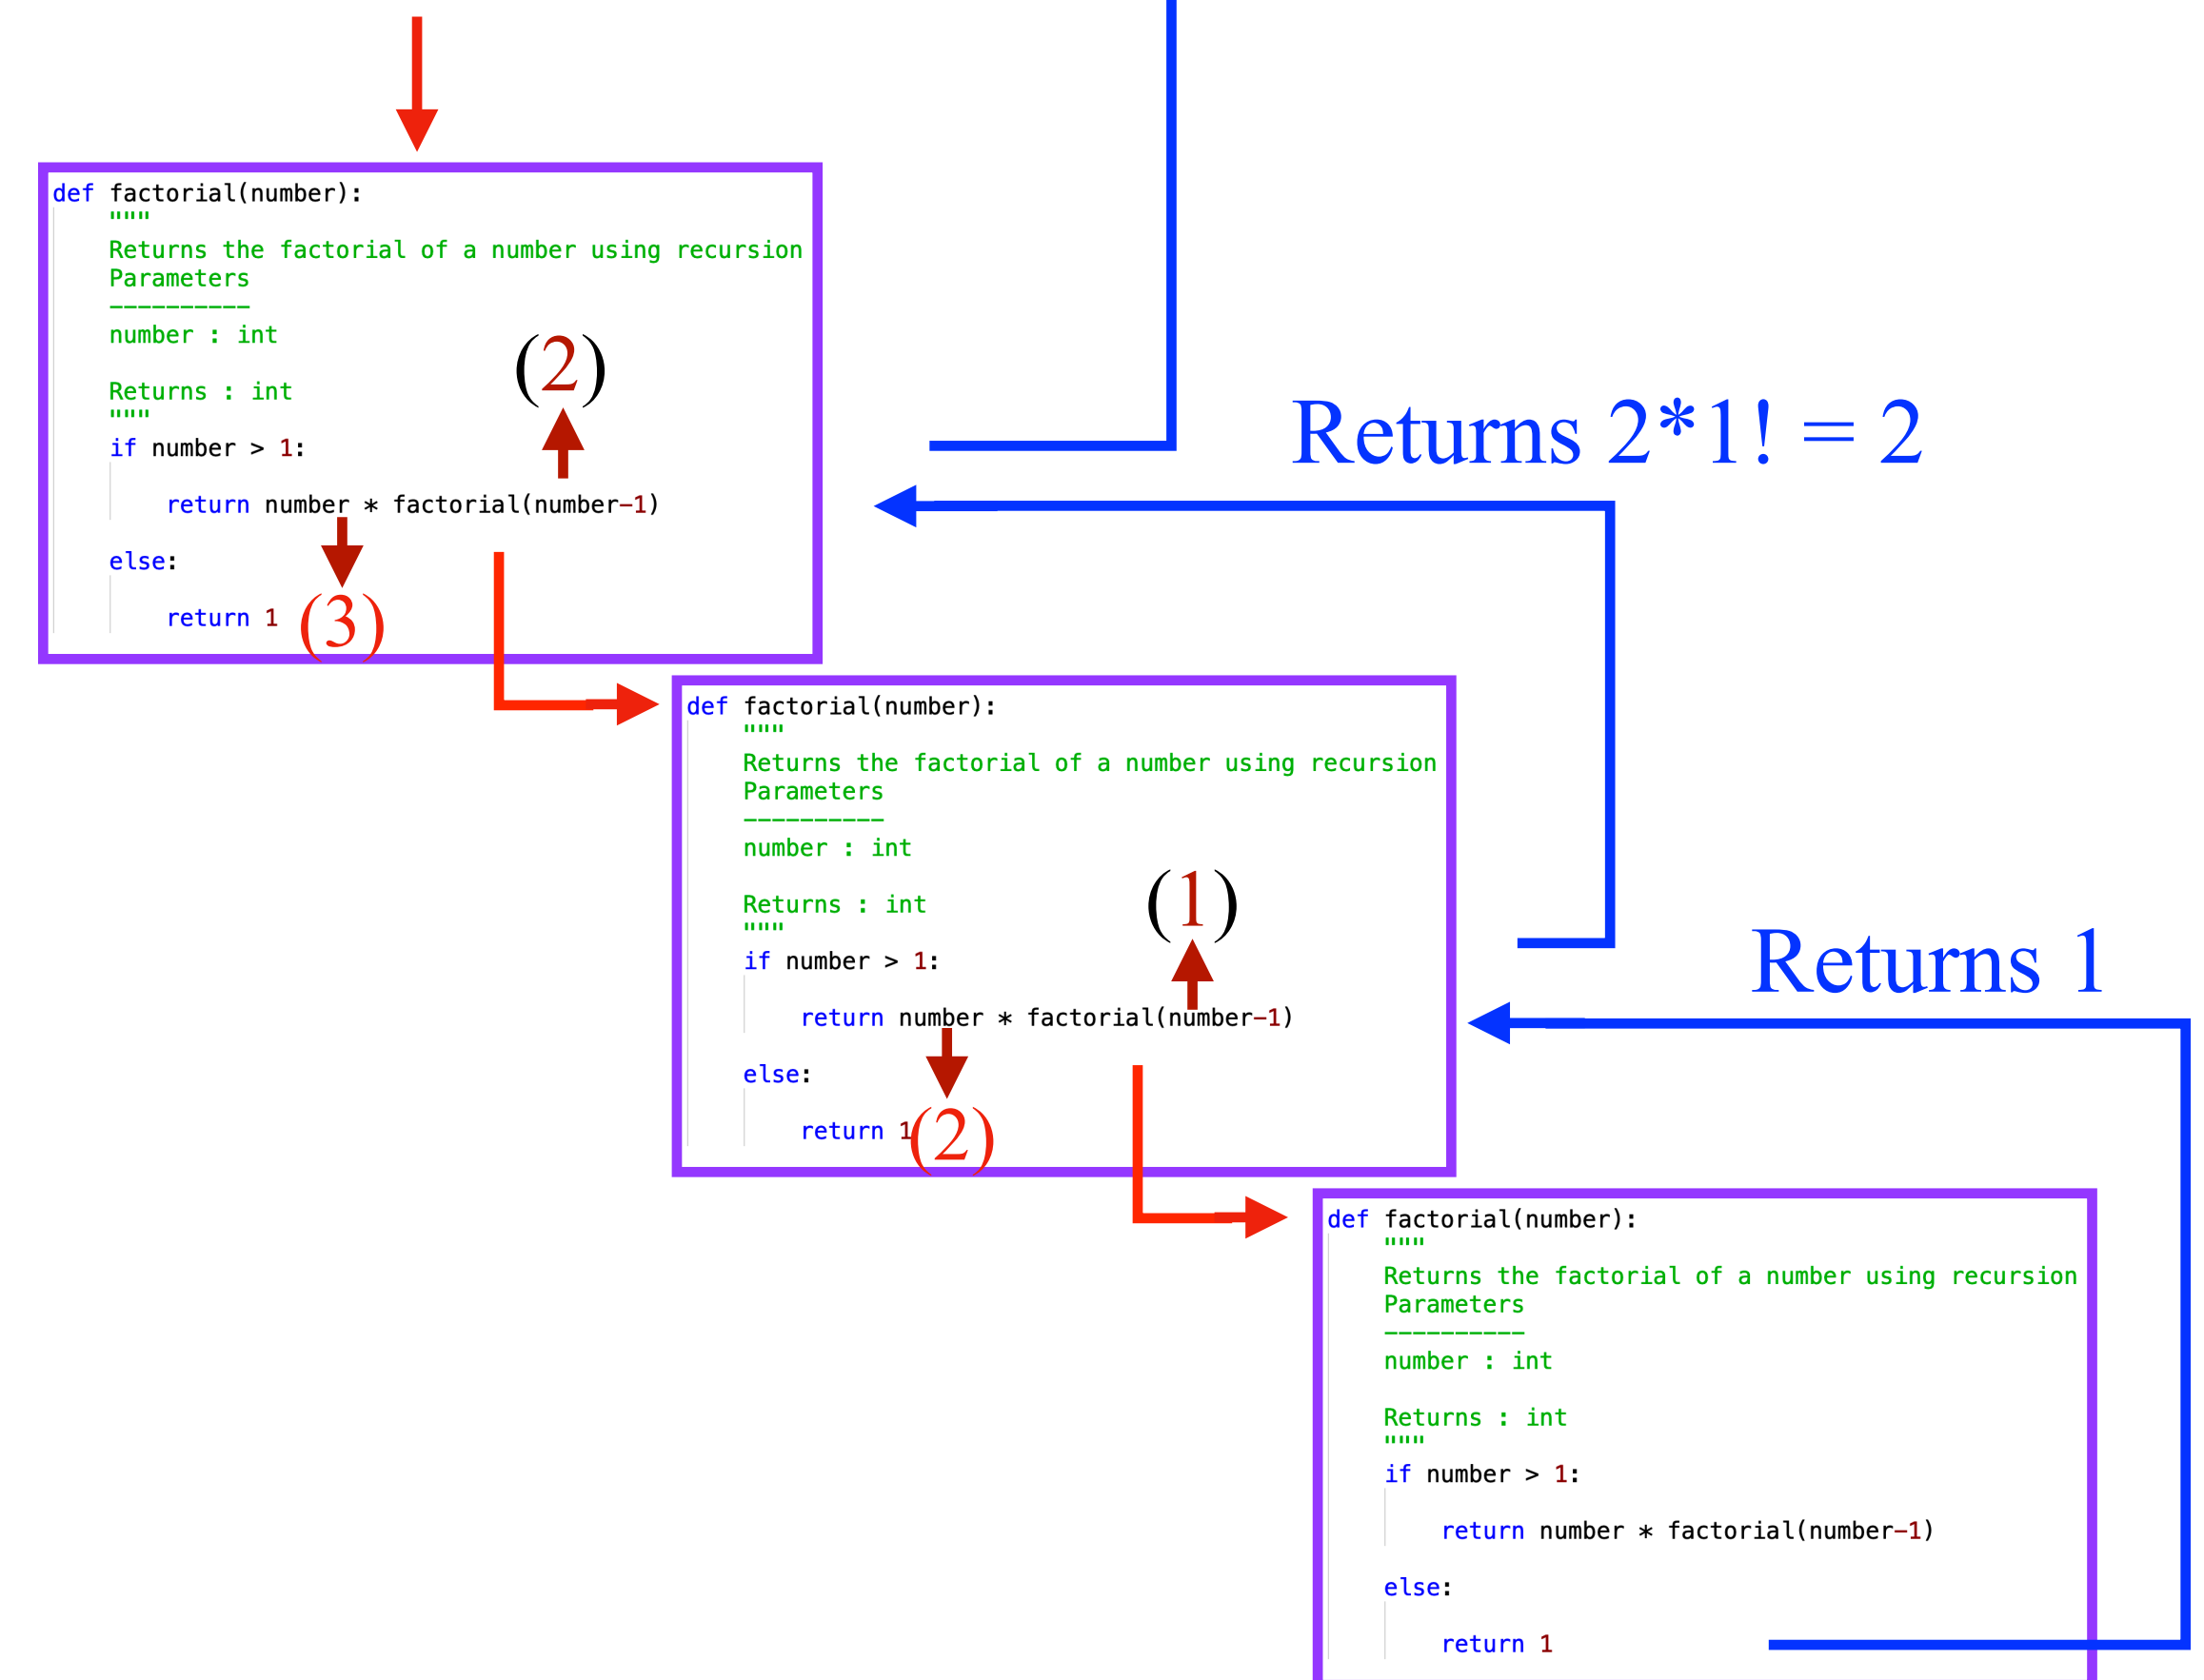 def factorial(number):
"""
Returns the factorial of a number using recursion
Parameters
----------
number : int
(2)
Returns : int
"""
if number > 1:
return number * factorial(number-1)
else:
return 1
(3)
Returns 2*1! = 2
def factorial(number):
"""
Returns the factorial of a number using recursion
Parameters
----------
number : int
(1)
Returns : int
"""
if number > 1:
return number * factorial(number-1)
else:
return 1
(2)
Returns 1
def factorial(number):
"""
Returns the factorial of a number using recursion
Parameters
----------
number : int
Returns : int
"""
if number > 1:
return number * factorial(number-1)
else:
return 1